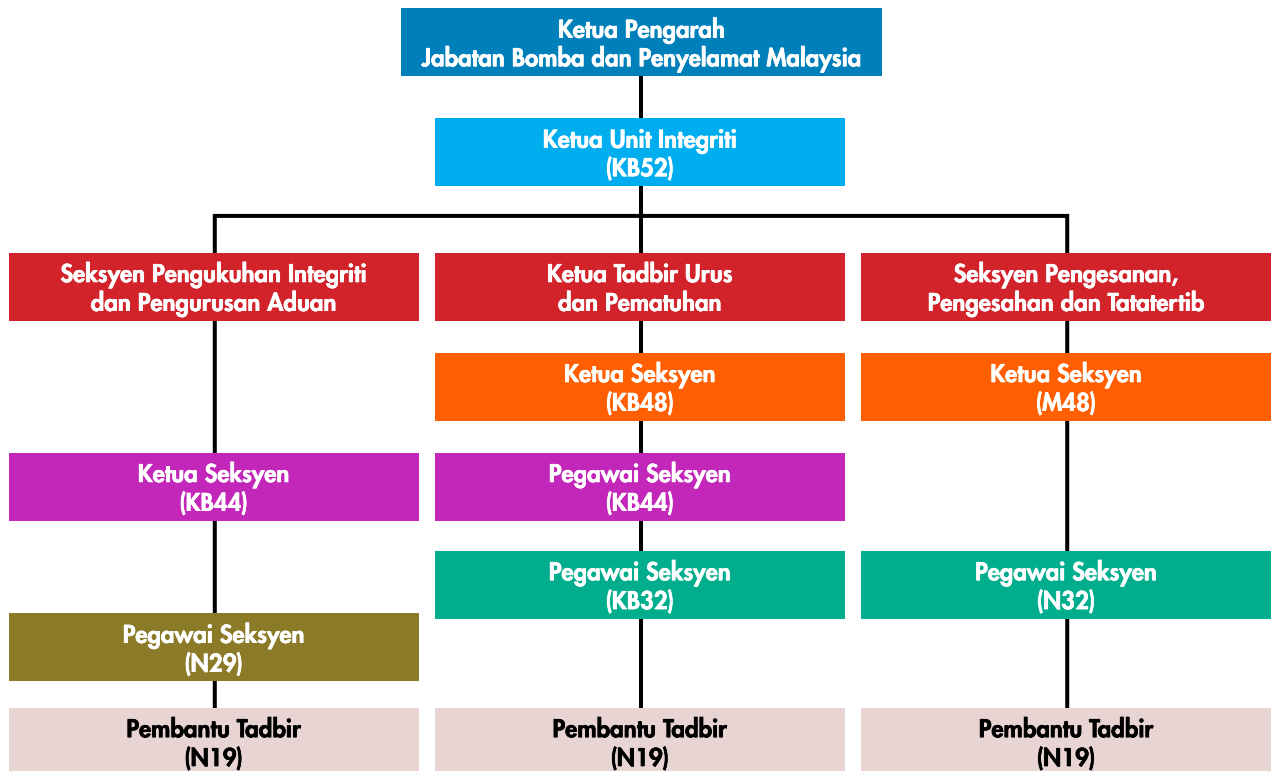 Ketua Pengarah
Jabatan Bomba dan Penyelamat Malaysia
Ketua Unit Integriti
(KB52)
Seksyen Pengukuhan Integriti
dan Pengurusan Aduan
Ketua Tadbir Urus
dan Pematuhan
Seksyen Pengesanan,
Pengesahan dan Tatatertib
Ketua Seksyen
(KB48)
Ketua Seksyen
(M48)
Ketua Seksyen
(KB44)
Pegawai Seksyen
(KB44)
Pegawai Seksyen
(KB32)
Pegawai Seksyen
(N32)
Pegawai Seksyen
(N29)
Pembantu Tadbir
(N19)
Pembantu Tadbir
(N19)
Pembantu Tadbir
(N19)